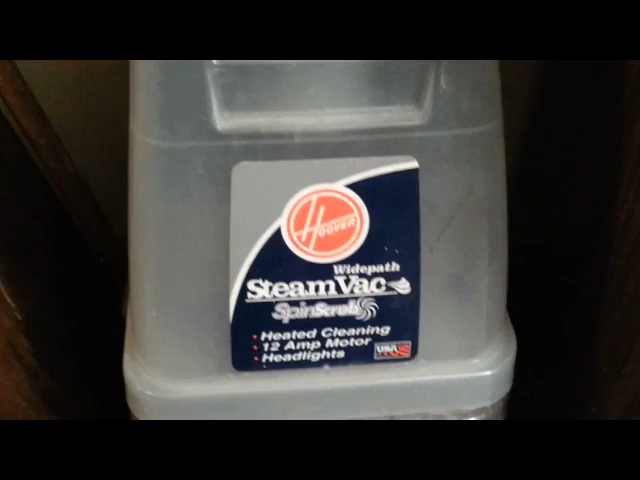 H
HOOVER
Widepath
SteamVac
SpinScrub
Heated Cleaning
12 Amp Motor
Headlights
USA